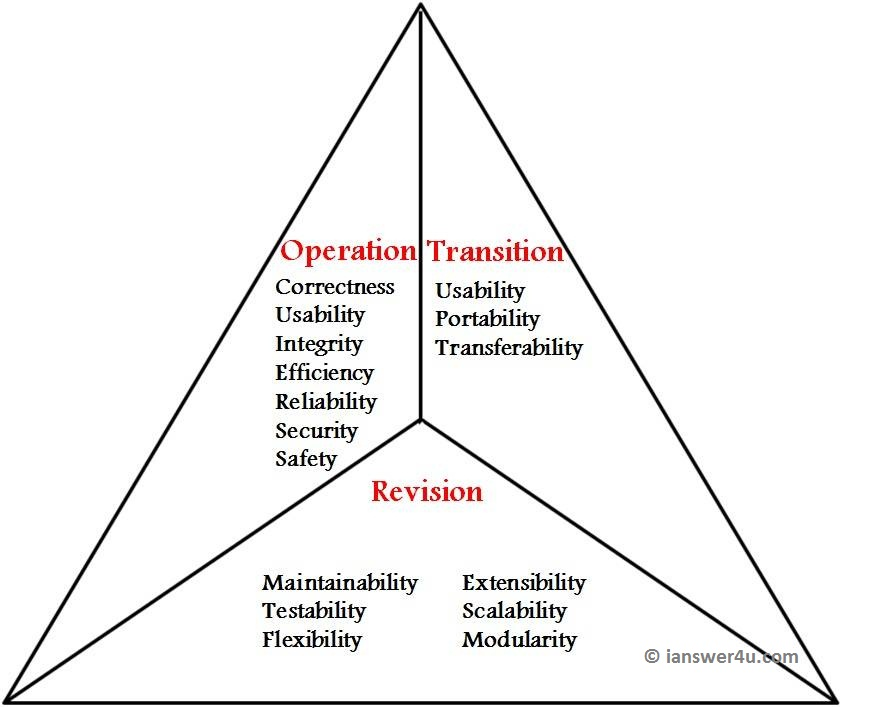 Operation
Correctness
Usability
Integrity
Efficiency
Reliability
Security
Safety
Transition
Usability
Portability
Transferability
Revision
Maintainability
Testability
Flexibility
Extensibility
Scalability
Modularity
© ianswer4u.com